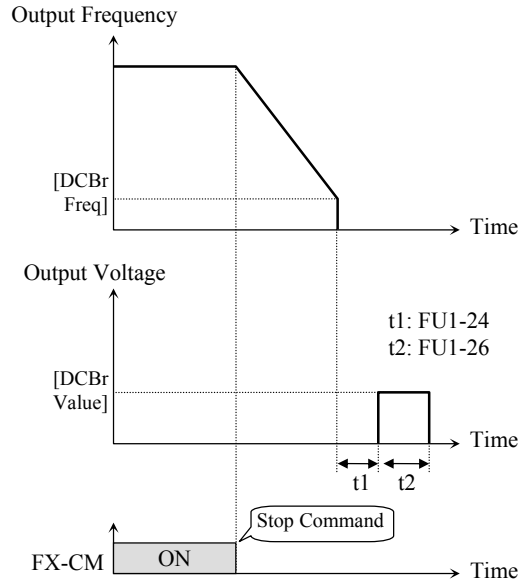 Output Frequency
[DCBr
Freq]
Time
Output Voltage
t1: FU1-24
t2: FU1-26
[DCBr
Value]
Time
t1
t2
Stop Command
FX-CM
ON
Time